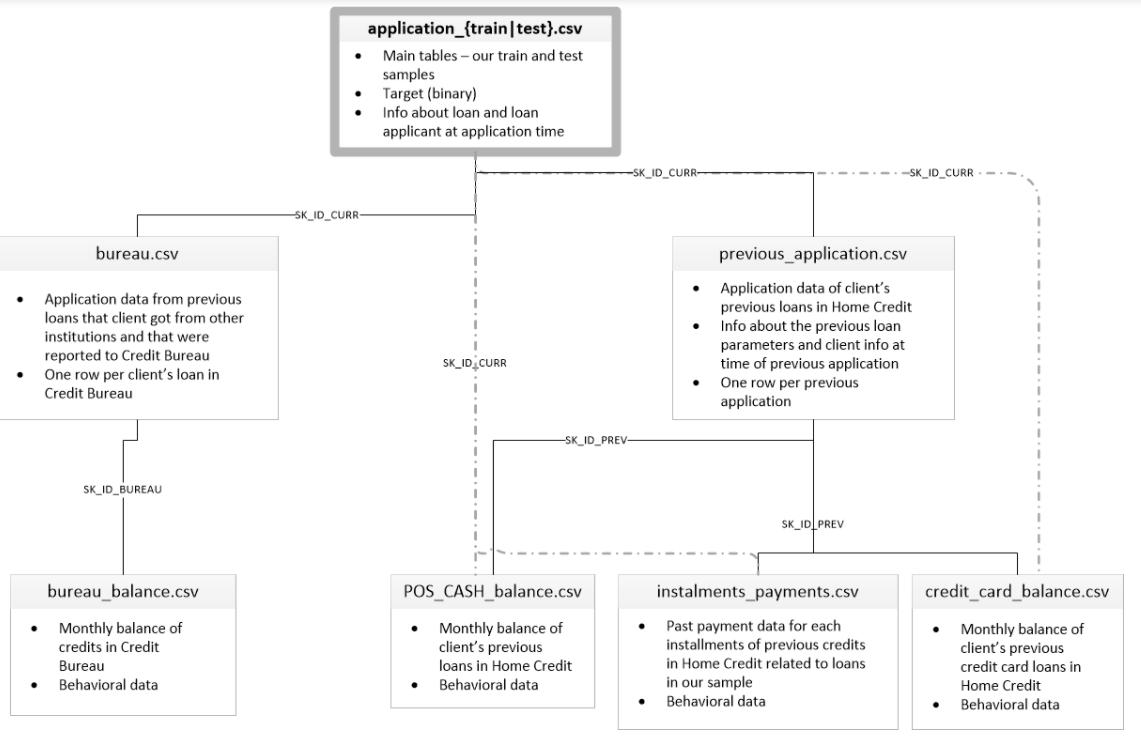 application_{train|test}.csv
• Main tables – our train and test
samples
• Target (binary)
• Info about loan and loan
applicant at application time
SK_ID_CURR
SK_ID_CURR
SK_ID_CURR
bureau.csv
• Application data from previous
loans that client got from other
institutions and that were
reported to Credit Bureau
• One row per client's loan in
Credit Bureau
previous_application.csv
• Application data of client's
previous loans in Home Credit
• Info about the previous loan
parameters and client info at
time of previous application
• One row per previous
application
SK_ID_CURR
SK_ID_PREV
SK_ID_BUREAU
SK_ID_PREV
bureau_balance.csv
• Monthly balance of
credits in Credit
Bureau
• Behavioral data
POS_CASH_balance.csv
• Monthly balance of
client's previous
loans in Home Credit
• Behavioral data
instalments_payments.csv
• Past payment data for each
installments of previous credits
in Home Credit related to loans
in our sample
• Behavioral data
credit_card_balance.csv
• Monthly balance of
client's previous
credit card loans in
Home Credit
• Behavioral data